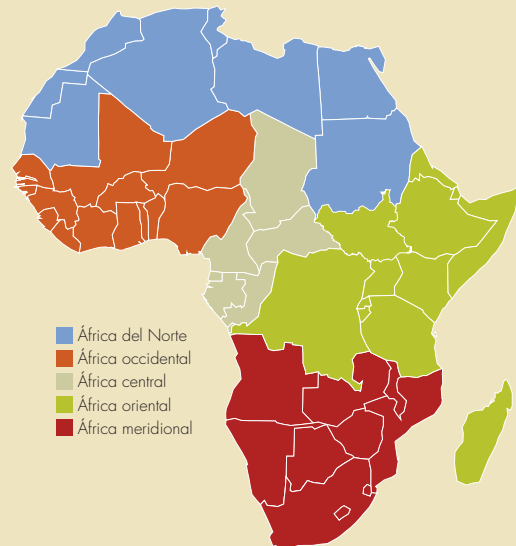 África del Norte
África occidental
África central
África oriental
África meridional